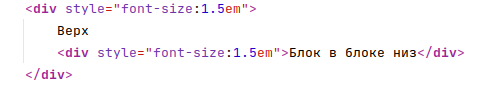 <div style="font-size:1.5em">
Верх
<div style="font-size:1.5em">Блок в блоке низ</div>
</div>